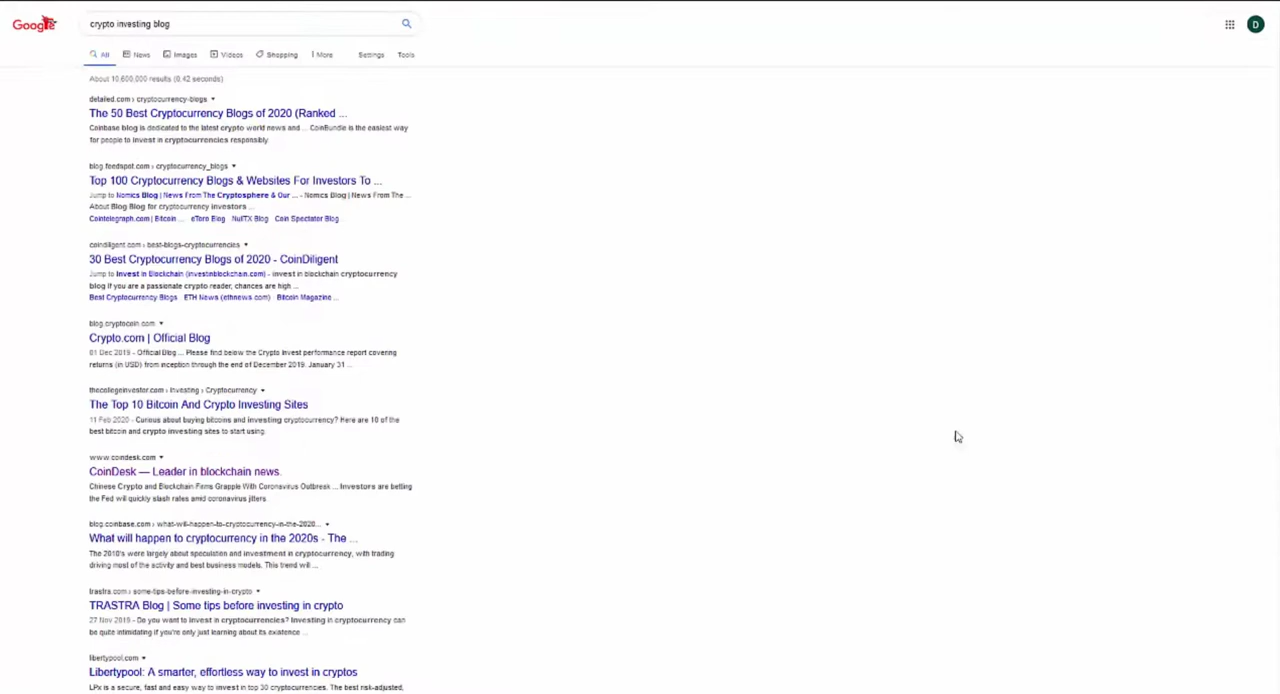 Google
crypto investing blog
D
All News Images Videos Shopping More Settings Tools
About 10,600,000 results (0.42 seconds)
detailed.com › cryptocurrency-blogs
The 50 Best Cryptocurrency Blogs of 2020 (Ranked ...
Coinbase blog is dedicated to the latest crypto world news and ... CoinBundle is the easiest way
for people to invest in cryptocurrencies responsibly.
blog.feedspot.com › cryptocurrency_blogs
Top 100 Cryptocurrency Blogs & Websites For Investors To ...
Jump to Nomics Blog | News From The Cryptosphere & Our ... - Nomics Blog | News From The ...
About Blog Blog for cryptocurrency investors ...
Cointelegraph.com | Bitcoin ... eToro Blog NullTX Blog Coin Spectator Blog
coindiligent.com › best-blogs-cryptocurrencies
30 Best Cryptocurrency Blogs of 2020 - CoinDiligent
Jump to Invest in Blockchain (investinblockchain.com) - invest in blockchain cryptocurrency
blog If you are a passionate crypto reader, chances are high ...
Best Cryptocurrency Blogs ETH News (ethnews.com) Bitcoin Magazine ...
blog.crypto.com
Crypto.com | Official Blog
01 Dec 2019 - Official Blog ... Please find below the Crypto Invest performance report covering
returns (in USD) from inception through the end of December 2019. January 31 ...
thecollegeinvestor.com › Investing › Cryptocurrency
The Top 10 Bitcoin And Crypto Investing Sites
11 Feb 2020 - Curious about buying bitcoins and investing cryptocurrency? Here are 10 of the
best bitcoin and crypto investing sites to start using.
www.coindesk.com
CoinDesk — Leader in blockchain news.
Chinese Crypto and Blockchain Firms Grapple With Coronavirus Outbreak ... Investors are betting
the Fed will quickly slash rates amid coronavirus jitters
blog.coinbase.com › what-will-happen-to-cryptocurrency-in-the-2020...
What will happen to cryptocurrency in the 2020s - The ...
The 2010's were largely about speculation and investment in cryptocurrency, with trading
driving most of the activity and best business models. This trend will ...
trastra.com › some-tips-before-investing-in-crypto
TRASTRA Blog | Some tips before investing in crypto
27 Nov 2019 - Do you want to invest in cryptocurrencies? Investing in cryptocurrency can
be quite intimidating if you're only just learning about its existence ...
libertypool.com
Libertypool: A smarter, effortless way to invest in cryptos
LPx is a secure, fast and easy way to invest in top 30 cryptocurrencies. The best risk-adjusted,